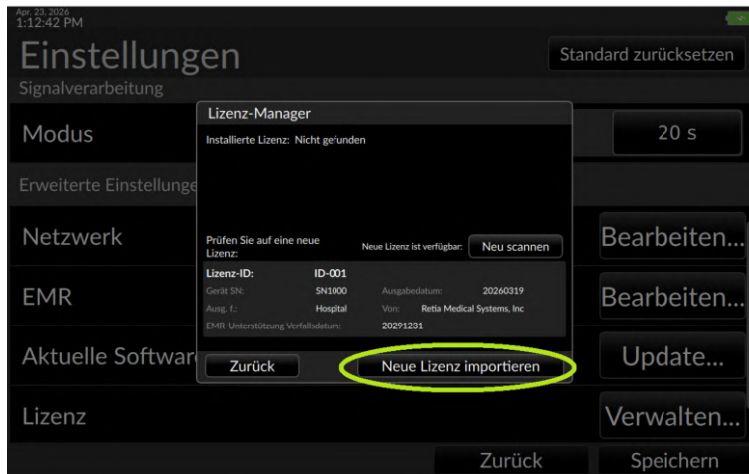 Apr. 23, 2026
1:12:42 PM
Einstellungen
Standard zurücksetzen
Signalverarbeitung
Lizenz-Manager
Modus
Installierte Lizenz: Nicht gefunden
20 s
Erweiterte Einstellunge
Netzwerk
Prüfen Sie auf eine neue
Lizenz:
Neue Lizenz ist verfügbar:
Neu scannen
Bearbeiten...
Lizenz-ID: ID-001
Gerät SN: SN1000 Ausgabedatum: 20260319
Ausg. f.: Hospital Von: Retia Medical Systems, Inc
EMR Unterstützung Verfallsdatum: 20291231
EMR
Bearbeiten...
Aktuelle Softwar
Zurück
Neue Lizenz importieren
Update...
Lizenz
Verwalten...
Zurück
Speichern